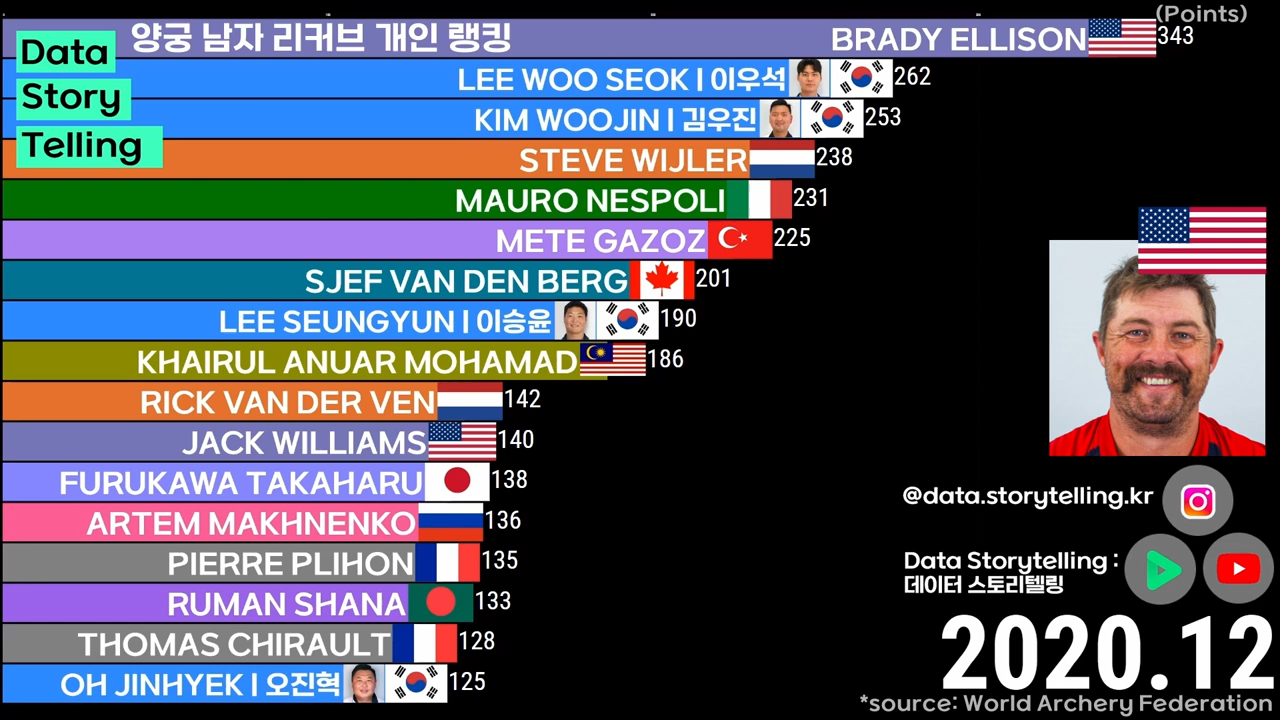 (Points)
Data
Story
Telling
양궁 남자 리커브 개인 랭킹
BRADY ELLISON 343
LEE WOO SEOK | 이우석 262
KIM WOOJIN | 김우진 253
STEVE WIJLER 238
MAURO NESPOLI 231
METE GAZOZ 225
SJEF VAN DEN BERG 201
LEE SEUNGYUN | 이승윤 190
KHAIRUL ANUAR MOHAMAD 186
RICK VAN DER VEN 142
JACK WILLIAMS 140
FURUKAWA TAKAHARU 138
ARTEM MAKHNENKO 136
PIERRE PLIHON 135
RUMAN SHANA 133
THOMAS CHIRAULT 128
OH JINHYEK | 오진혁 125
@data.storytelling.kr
Data Storytelling :
데이터 스토리텔링
2020.12
*source: World Archery Federation